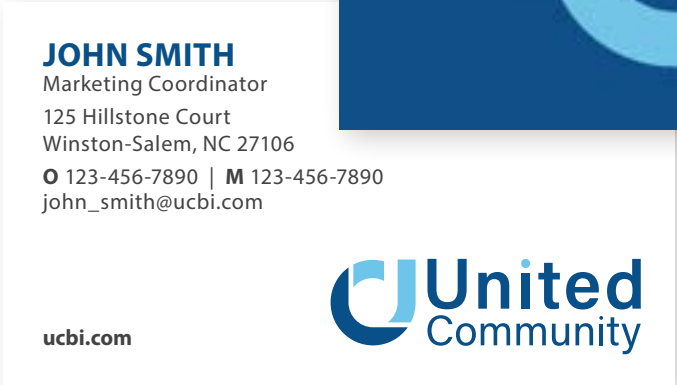 JOHN SMITH
Marketing Coordinator
125 Hillstone Court
Winston-Salem, NC 27106
O 123-456-7890 | M 123-456-7890
john_smith@ucbi.com
United
Community
ucbi.com